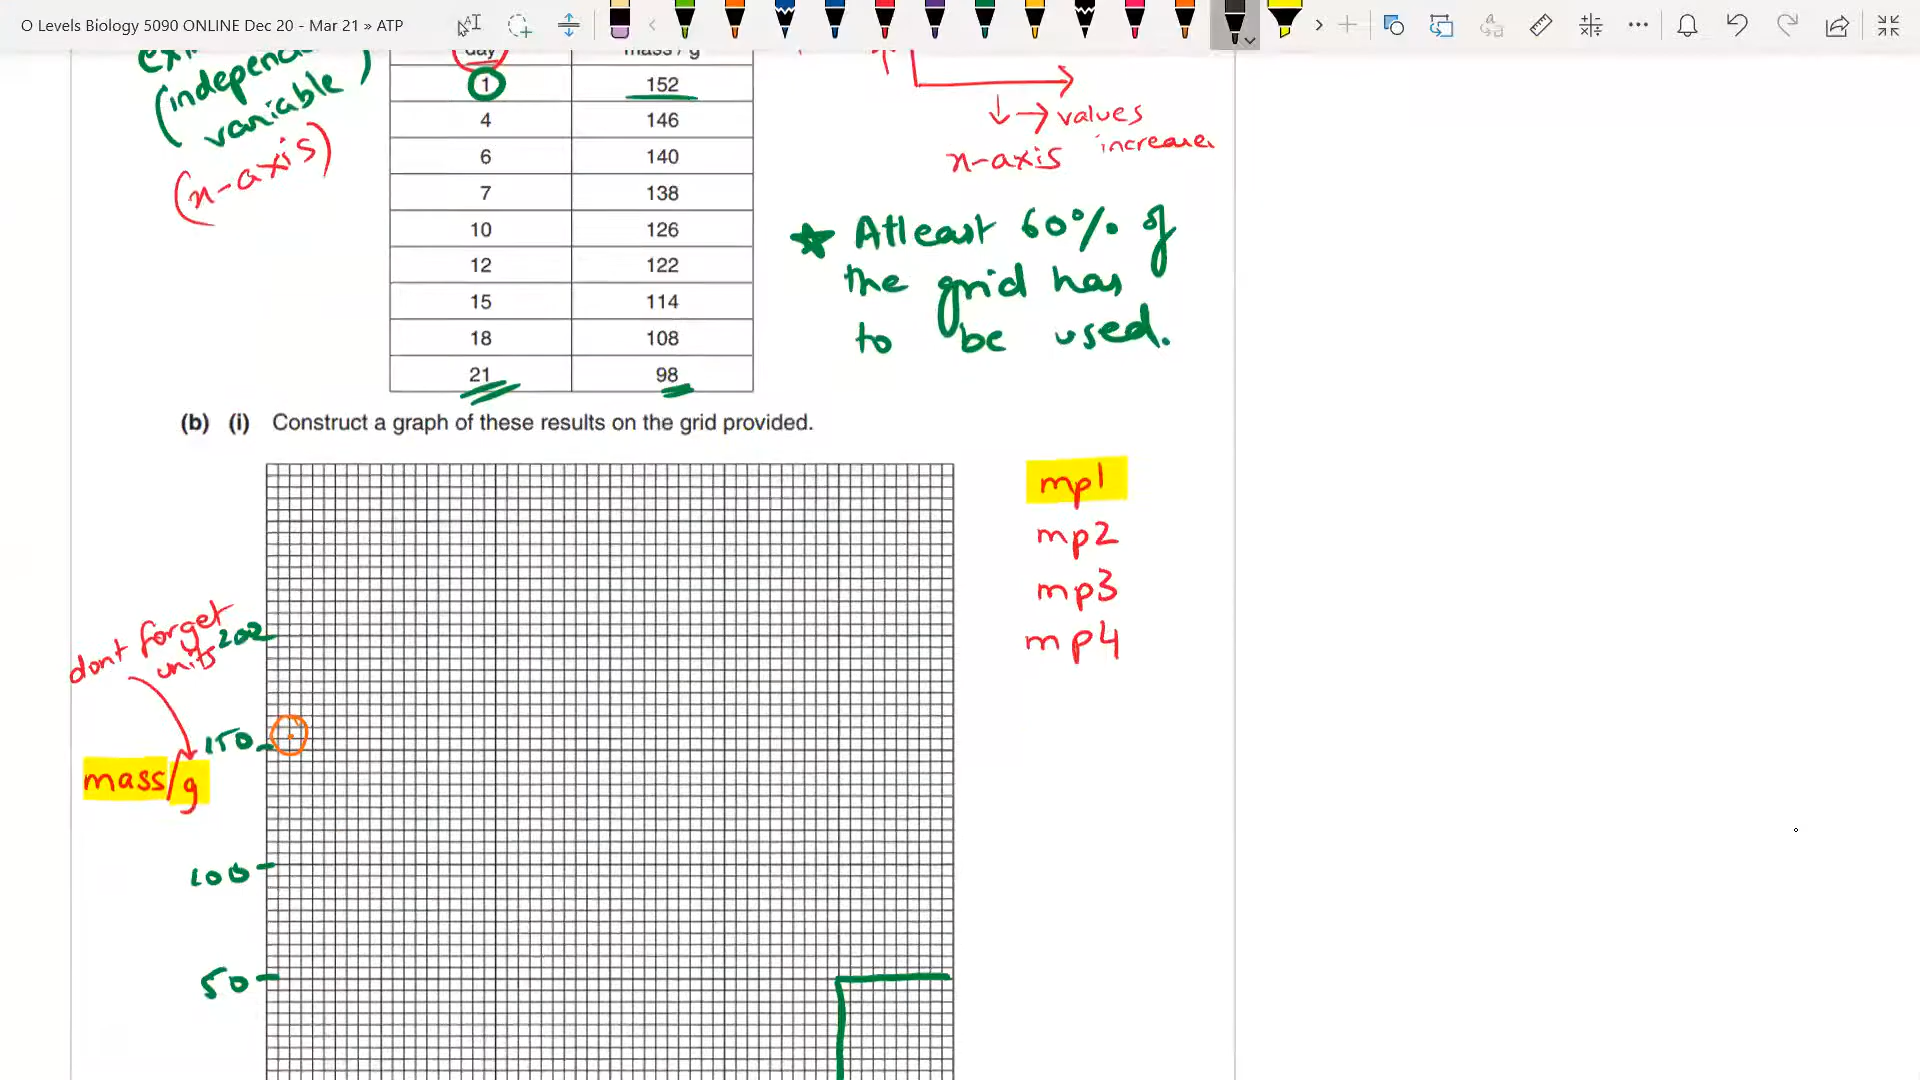 O Levels Biology 5090 ONLINE Dec 20 - Mar 21 » ATP
(independ
variable)
(x-axis)
day mass / g
1 152
4 146
6 140
7 138
10 126
12 122
15 114
18 108
21 98
→ values
increase
x-axis
★ Atleast 60% of
the grid has
to be used.
(b) (i) Construct a graph of these results on the grid provided.
mp1
mp2
mp3
mp4
dont forget
units
150
mass/g
100
50